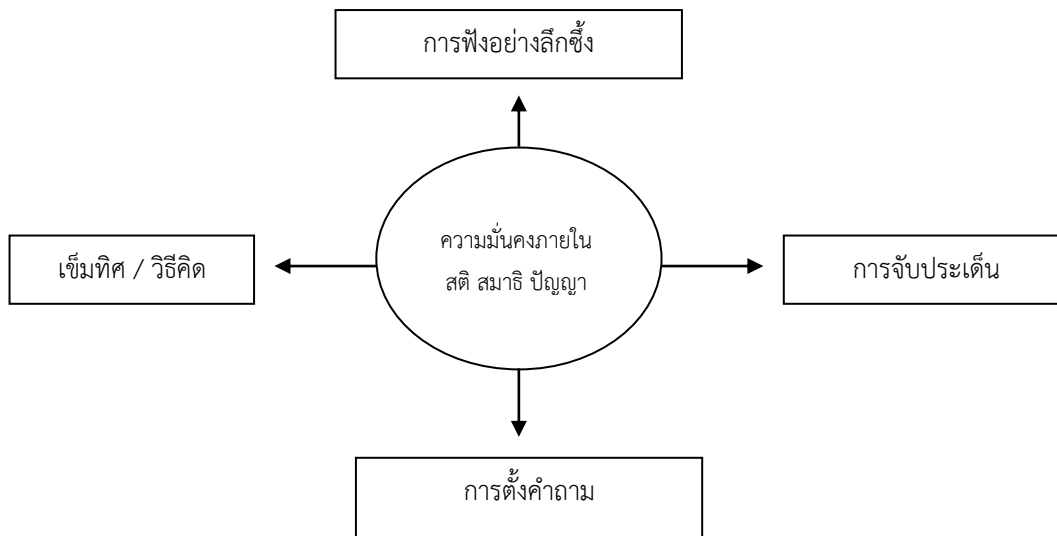 การฟังอย่างลึกซึ้ง
ความมั่นคงภายใน
สติ สมาธิ ปัญญา
เข็มทิศ / วิธีคิด
การจับประเด็น
การตั้งคำถาม